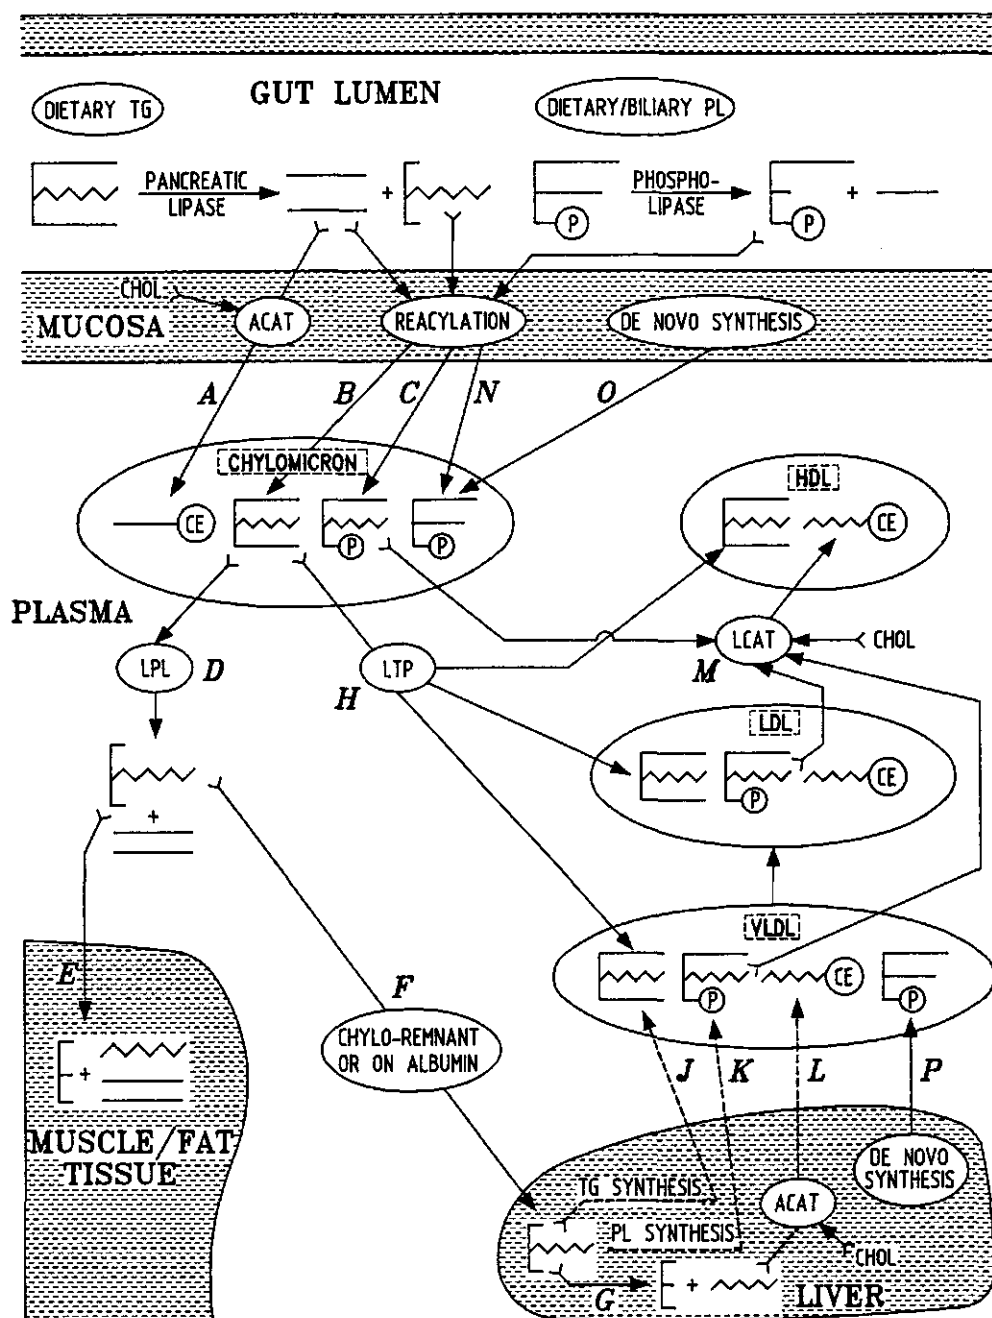 GUT LUMEN
DIETARY TG
DIETARY/BILIARY PL
PANCREATIC
LIPASE
+
PHOSPHO-
LIPASE
+
P
P
CHOL
MUCOSA
ACAT
REACYLATION
DE NOVO SYNTHESIS
A
B
C
N
O
CHYLOMICRON
HDL
CE
P
P
CE
PLASMA
LPL
D
LTP
H
LCAT
M
CHOL
LDL
P
CE
+
VLDL
P
CE
P
E
F
CHYLO-REMNANT
OR ON ALBUMIN
J
K
L
P
+
MUSCLE/FAT
TISSUE
DE NOVO
SYNTHESIS
TG SYNTHESIS
ACAT
PL SYNTHESIS
CHOL
G
+
LIVER